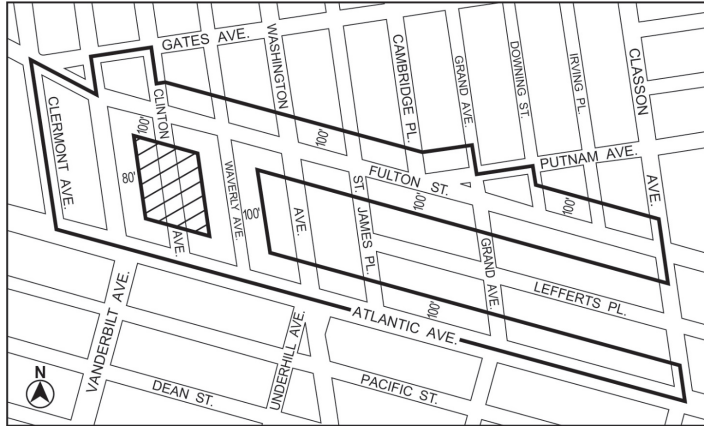 GATES AVE.
WASHINGTON
AVE.
CAMBRIDGE PL.
GRAND AVE.
DOWNING ST.
IRVING PL.
CLASSON
AVE.
CLERMONT AVE.
CLINTON
AVE.
100'
80'
WAVERLY AVE.
100'
100'
FULTON ST.
PUTNAM AVE.
ST. JAMES PL.
100'
100'
GRAND AVE.
LEFFERTS PL.
100'
ATLANTIC AVE.
VANDERBILT AVE.
UNDERHILL AVE.
DEAN ST.
PACIFIC ST.
N